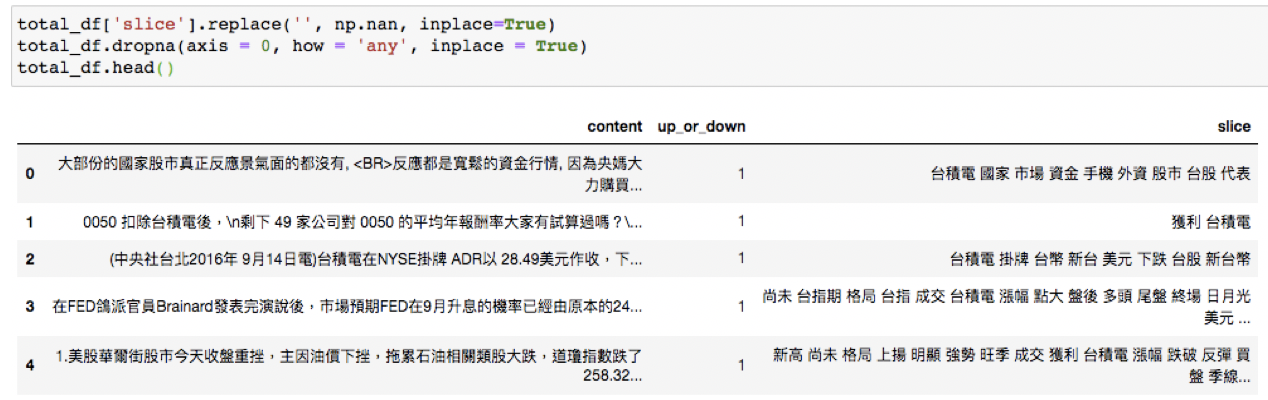 total_df['slice'].replace('', np.nan, inplace=True)
total_df.dropna(axis = 0, how = 'any', inplace = True)
total_df.head()
content up_or_down slice
0 大部份的國家股市真正反應景氣面的都沒有, <BR>反應都是寬鬆的資金行情, 因為央媽大力購買... 1 台積電 國家 市場 資金 手機 外資 股市 台股 代表
1 0050 扣除台積電後，\n剩下 49 家公司對 0050 的平均年報酬率大家有試算過嗎？\... 1 獲利 台積電
2 (中央社台北2016年 9月14日電)台積電在NYSE掛牌 ADR以 28.49美元作收，下... 1 台積電 掛牌 台幣 新台 美元 下跌 台股 新台幣
3 在FED鴿派官員Brainard發表完演說後，市場預期FED在9月升息的機率已經由原本的24... 1 尚未 台指期 格局 台指 成交 台積電 漲幅 點大 盤後 多頭 尾盤 終場 日月光 美元 ...
4 1.美股華爾街股市今天收盤重挫，主因油價下挫，拖累石油相關類股大跌，道瓊指數跌了258.32... 1 新高 尚未 格局 上揚 明顯 強勢 旺季 成交 獲利 台積電 漲幅 跌破 反彈 買盤 季線...